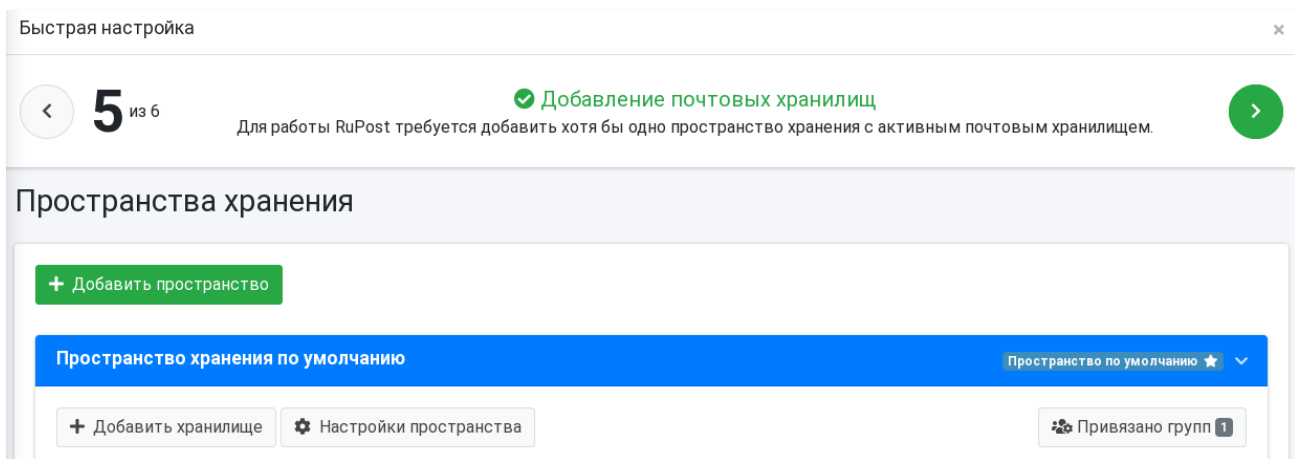 Быстрая настройка ×
5 из 6
Добавление почтовых хранилищ
Для работы RuPost требуется добавить хотя бы одно пространство хранения с активным почтовым хранилищем.
Пространства хранения
+ Добавить пространство
Пространство хранения по умолчанию Пространство по умолчанию
+ Добавить хранилище Настройки пространства Привязано групп 1